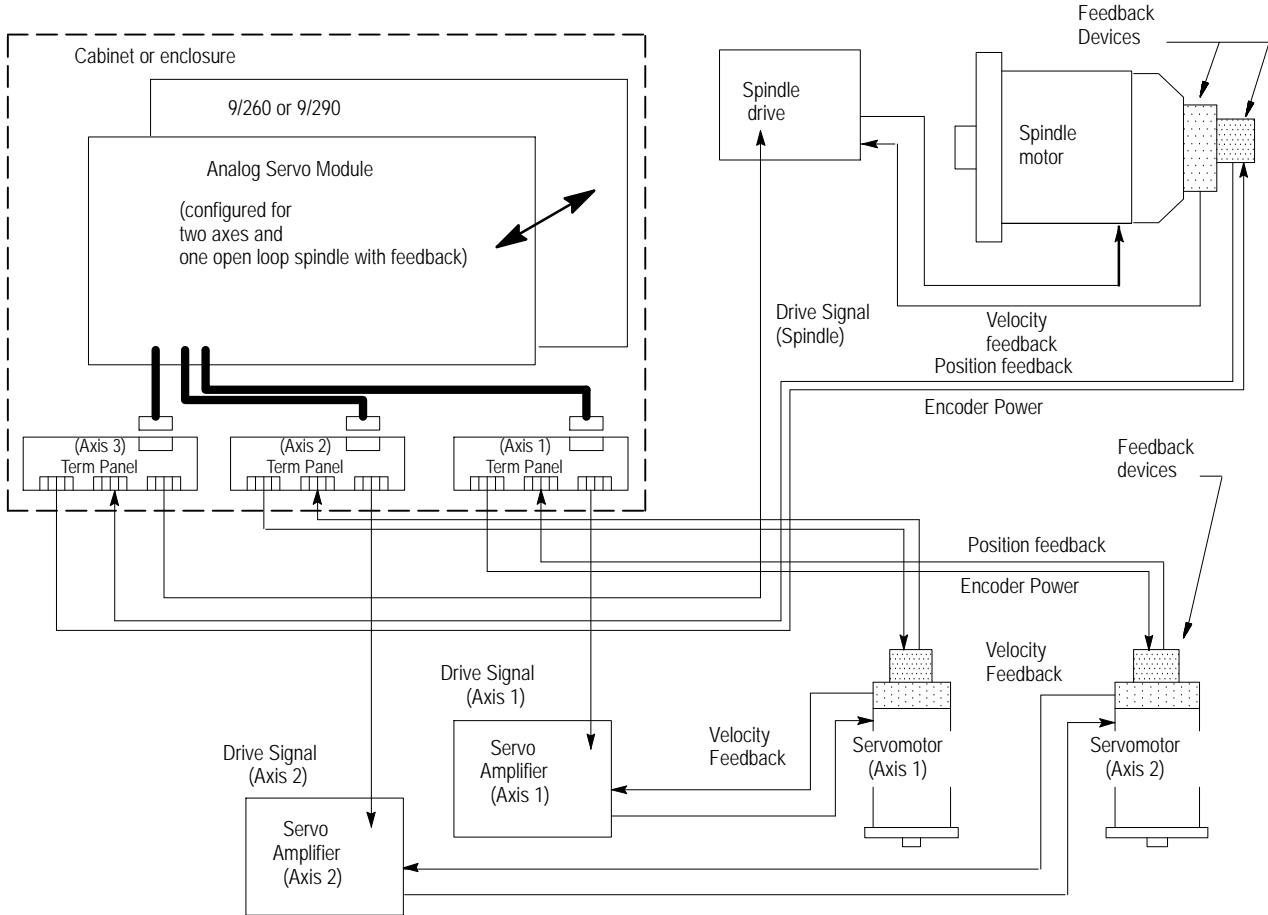 Feedback
Devices
Cabinet or enclosure
9/260 or 9/290
Analog Servo Module
(configured for
two axes and
one open loop spindle with feedback)
Spindle
drive
Spindle
motor
Drive Signal
(Spindle)
Velocity
feedback
Position feedback
Encoder Power
(Axis 3)
Term Panel
(Axis 2)
Term Panel
(Axis 1)
Term Panel
Feedback
devices
Position feedback
Encoder Power
Velocity
Feedback
Drive Signal
(Axis 1)
Servo
Amplifier
(Axis 1)
Velocity
Feedback
Servomotor
(Axis 1)
Servomotor
(Axis 2)
Drive Signal
(Axis 2)
Servo
Amplifier
(Axis 2)